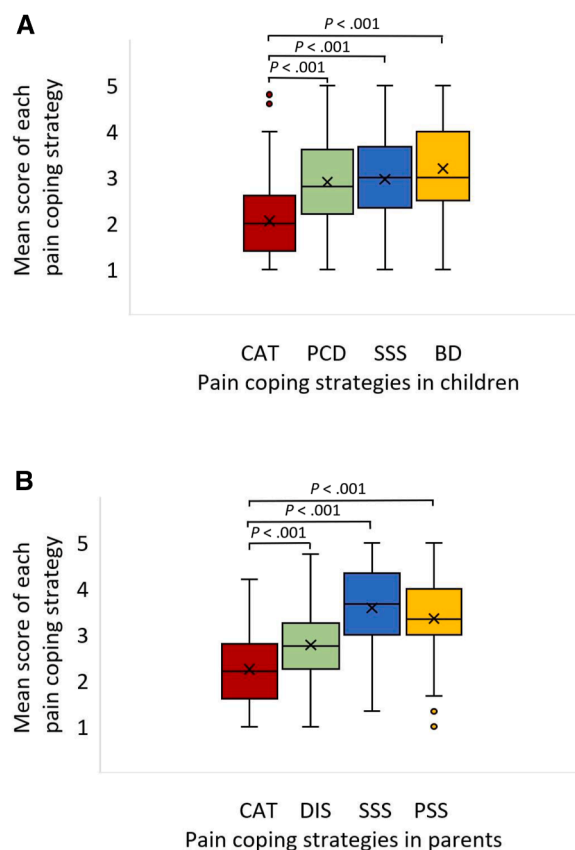 A
P < .001
P < .001
P < .001
Mean score of each
pain coping strategy
5
4
3
2
1
CAT PCD SSS BD
Pain coping strategies in children
B
P < .001
P < .001
P < .001
Mean score of each
pain coping strategy
5
4
3
2
1
CAT DIS SSS PSS
Pain coping strategies in parents